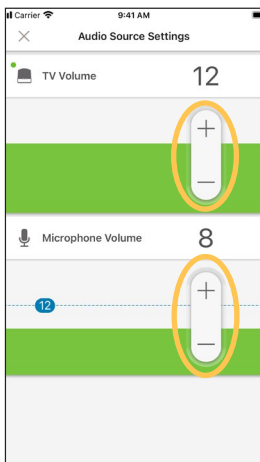 Carrier 9:41 AM
Audio Source Settings
TV Volume 12
+
−
Microphone Volume 8
+
12
−